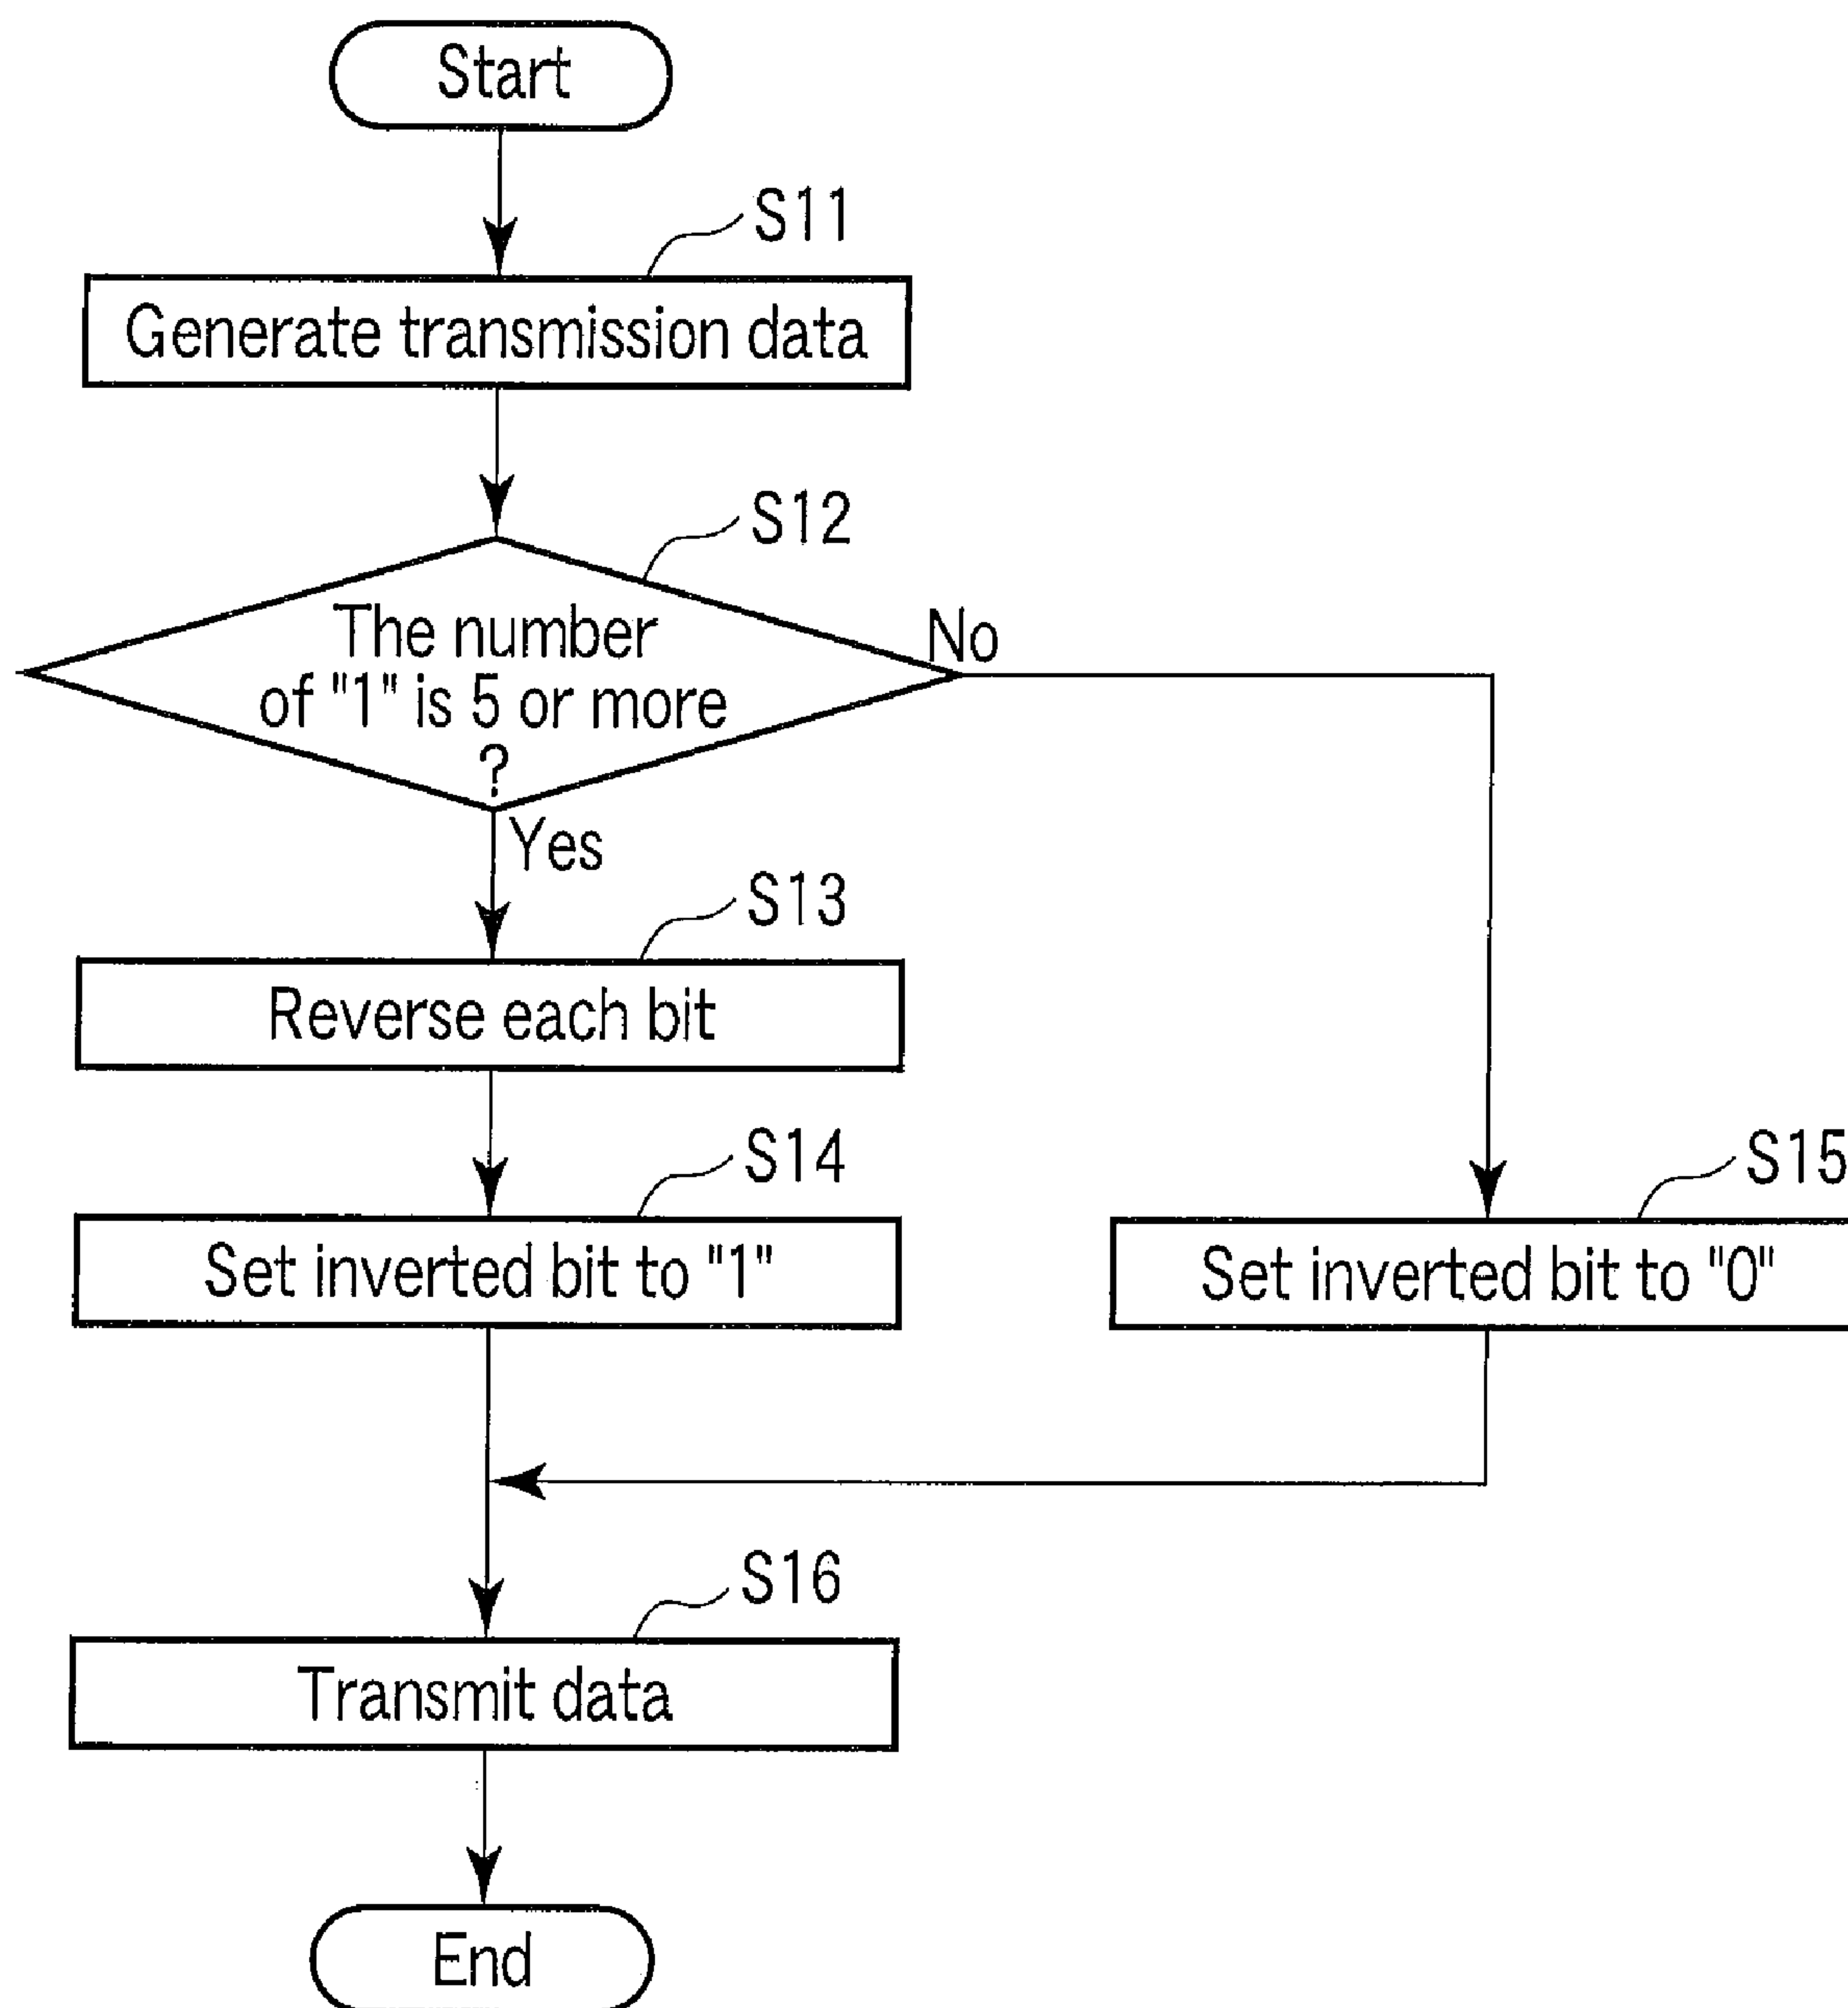 Start
S11
Generate transmission data
S12
The number
of "1" is 5 or more
?
No
Yes
S13
Reverse each bit
S14
Set inverted bit to "1"
S15
Set inverted bit to "0"
S16
Transmit data
End